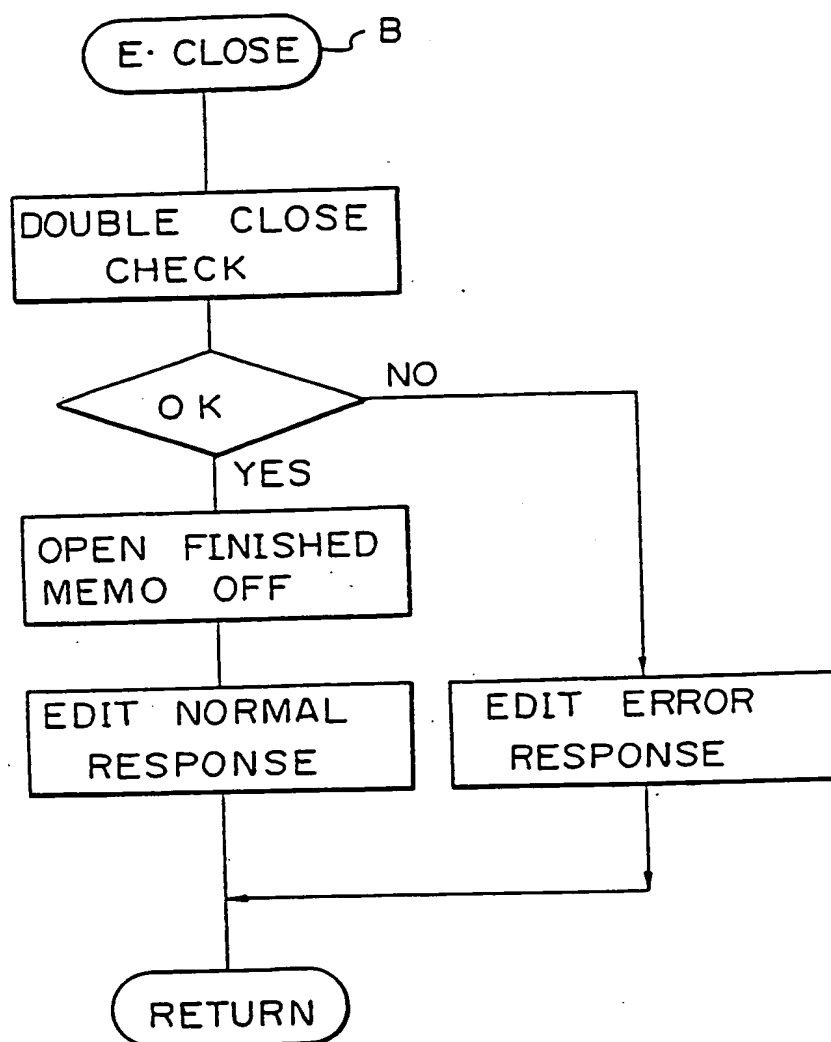 E· CLOSE
B
DOUBLE CLOSE
CHECK
OK
NO
YES
OPEN FINISHED
MEMO OFF
EDIT NORMAL
RESPONSE
EDIT ERROR
RESPONSE
RETURN